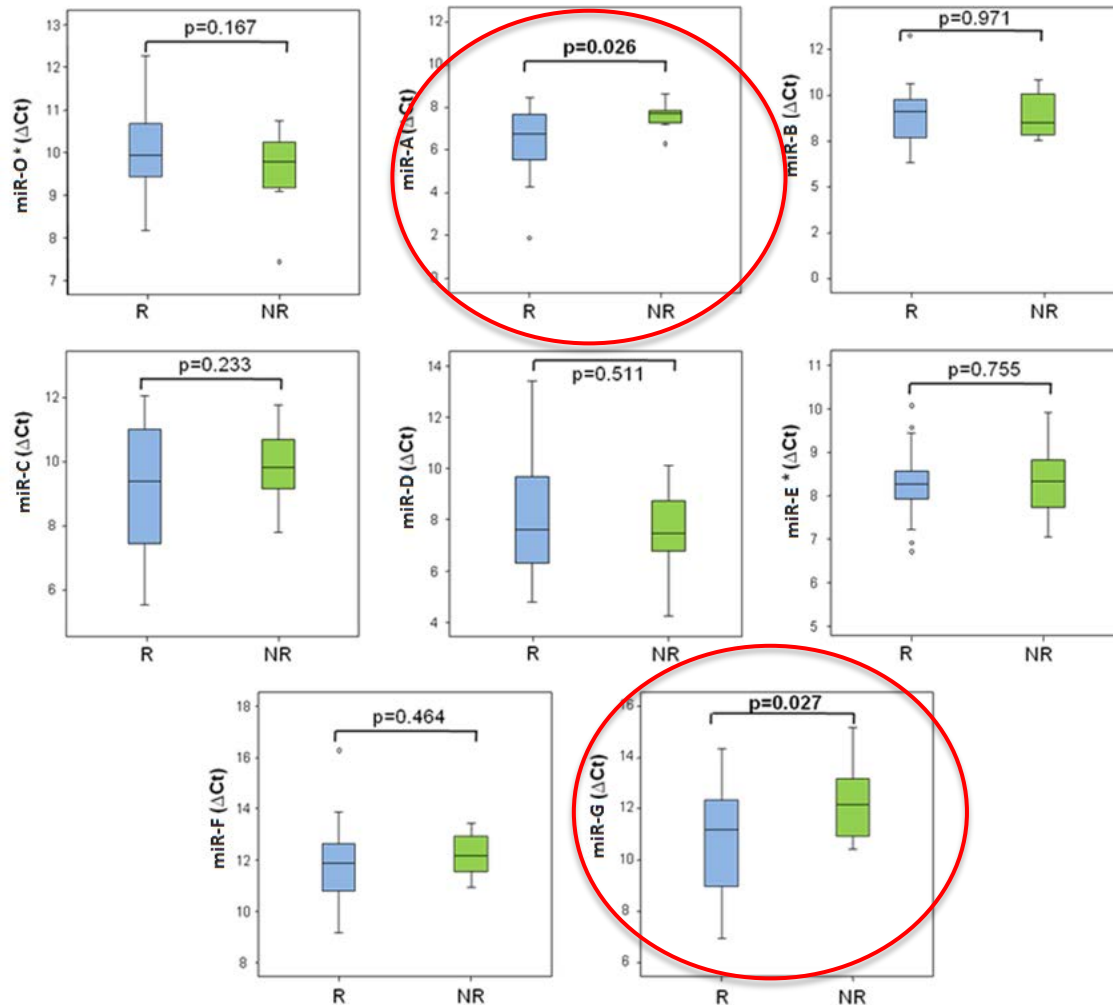 miR-O * (ΔCt)
13
12
11
10
9
8
7
p=0.167
R
NR
miR-A (ΔCt)
12
10
8
6
4
2
0
p=0.026
R
NR
miR-B (ΔCt)
12
10
8
5
2
0
p=0.971
R
NR
miR-C (ΔCt)
12
10
8
6
p=0.233
R
NR
miR-D (ΔCt)
14
12
10
8
6
4
p=0.511
R
NR
miR-E * (ΔCt)
11
10
9
8
7
6
5
p=0.755
R
NR
miR-F (ΔCt)
18
16
14
12
10
8
p=0.464
R
NR
miR-G (ΔCt)
16
14
12
10
8
6
p=0.027
R
NR